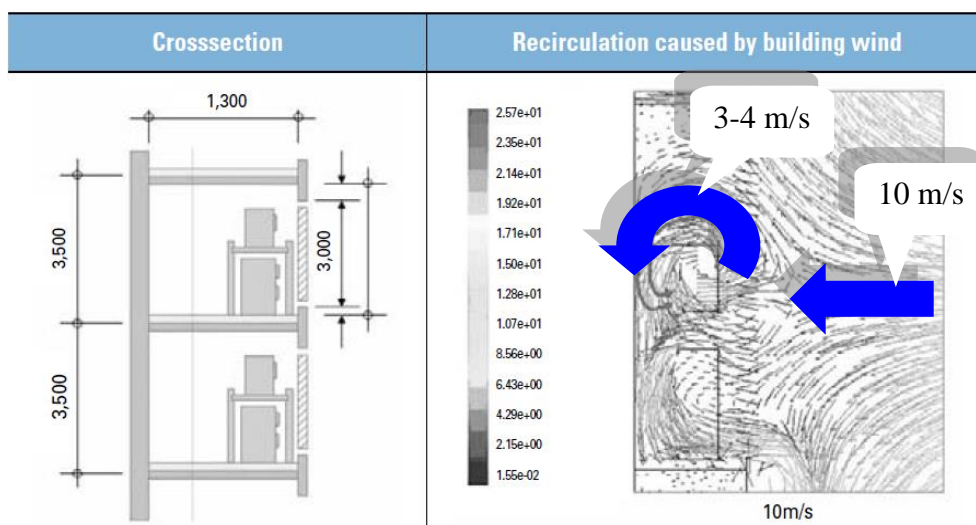 Crosssection
Recirculation caused by building wind
1,300
3,500
3,000
3,500
2.57e+01
2.35e+01
2.14e+01
1.92e+01
1.71e+01
1.50e+01
1.28e+01
1.07e+01
8.56e+00
6.43e+00
4.29e+00
2.15e+00
1.55e-02
3-4 m/s
10 m/s
10m/s